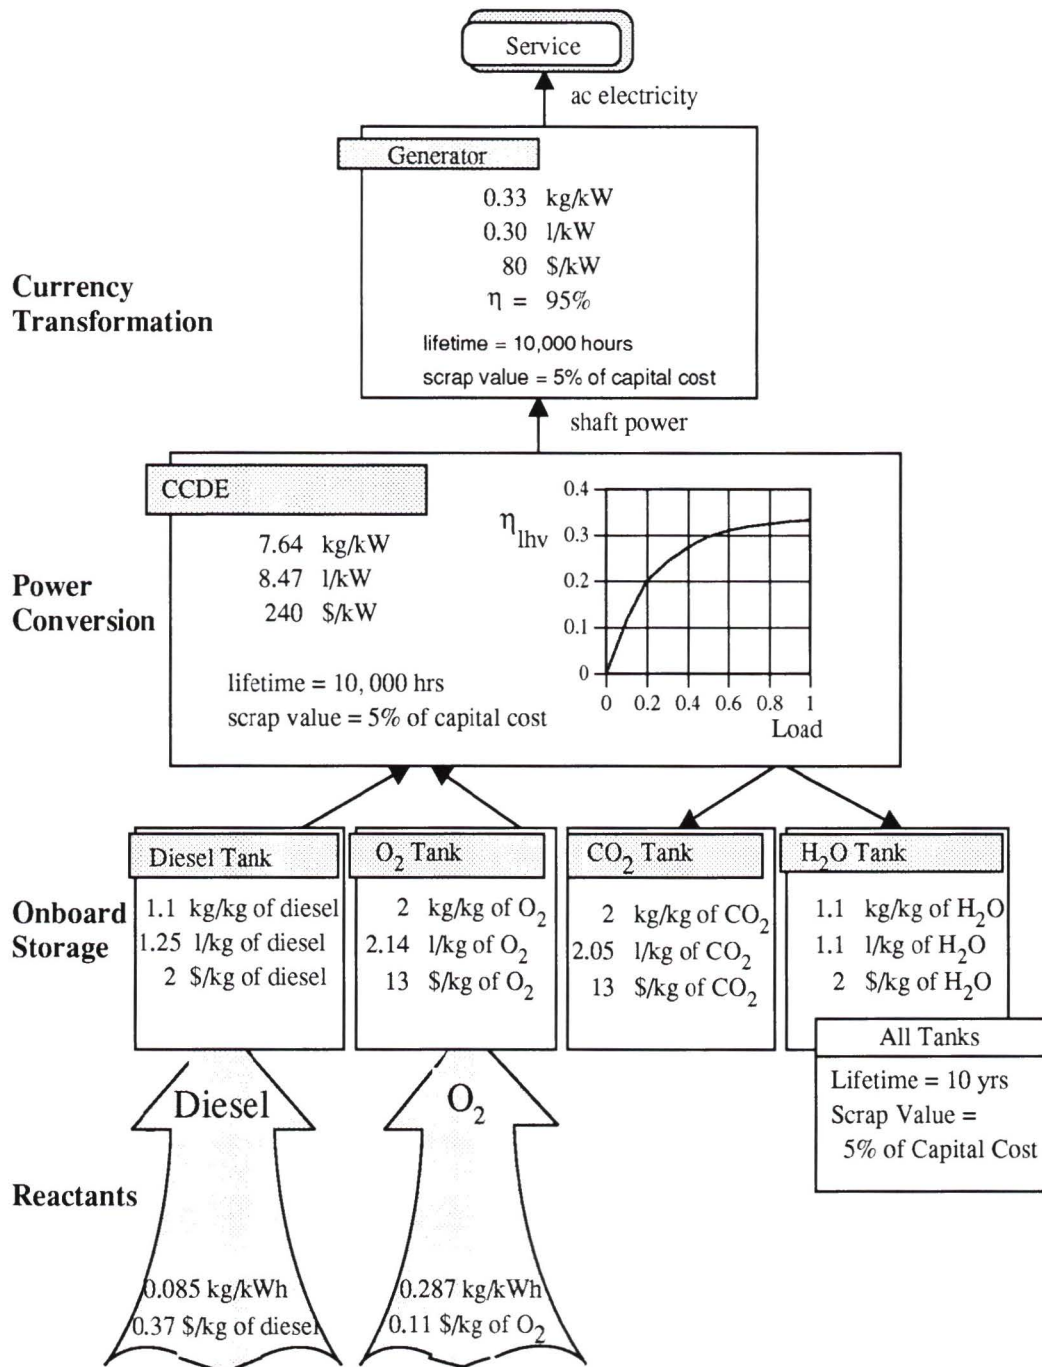 Service
ac electricity
Generator
0.33 kg/kW
0.30 l/kW
80 $/kW
η = 95%
lifetime = 10,000 hours
scrap value = 5% of capital cost
Currency
Transformation
shaft power
CCDE
7.64 kg/kW
8.47 l/kW
240 $/kW
lifetime = 10, 000 hrs
scrap value = 5% of capital cost
η lhv
0.4
0.3
0.2
0.1
0
0 0.2 0.4 0.6 0.8 1
Load
Power
Conversion
Diesel Tank
1.1 kg/kg of diesel
1.25 l/kg of diesel
2 $/kg of diesel
O2 Tank
2 kg/kg of O2
2.14 l/kg of O2
13 $/kg of O2
CO2 Tank
2 kg/kg of CO2
2.05 l/kg of CO2
13 $/kg of CO2
H2O Tank
1.1 kg/kg of H2O
1.1 l/kg of H2O
2 $/kg of H2O
Onboard
Storage
All Tanks
Lifetime = 10 yrs
Scrap Value =
5% of Capital Cost
Diesel
O2
Reactants
0.085 kg/kWh
0.37 $/kg of diesel
0.287 kg/kWh
0.11 $/kg of O2